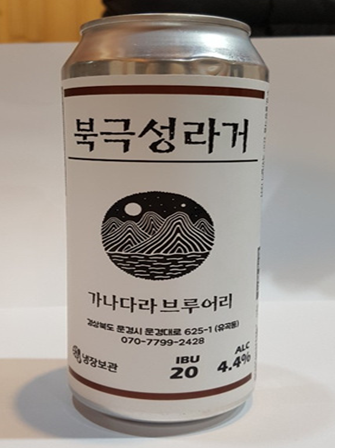 북극성라거
가나다라브루어리
경상북도 문경시 문경대로 625-1 (유곡동)
070-7799-2428
냉장보관
IBU
20
ALC
4.4%